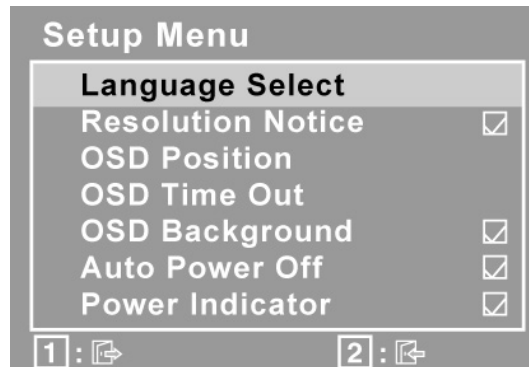 Setup Menu
Language Select
Resolution Notice
OSD Position
OSD Time Out
OSD Background
Auto Power Off
Power Indicator
1 : 2 :